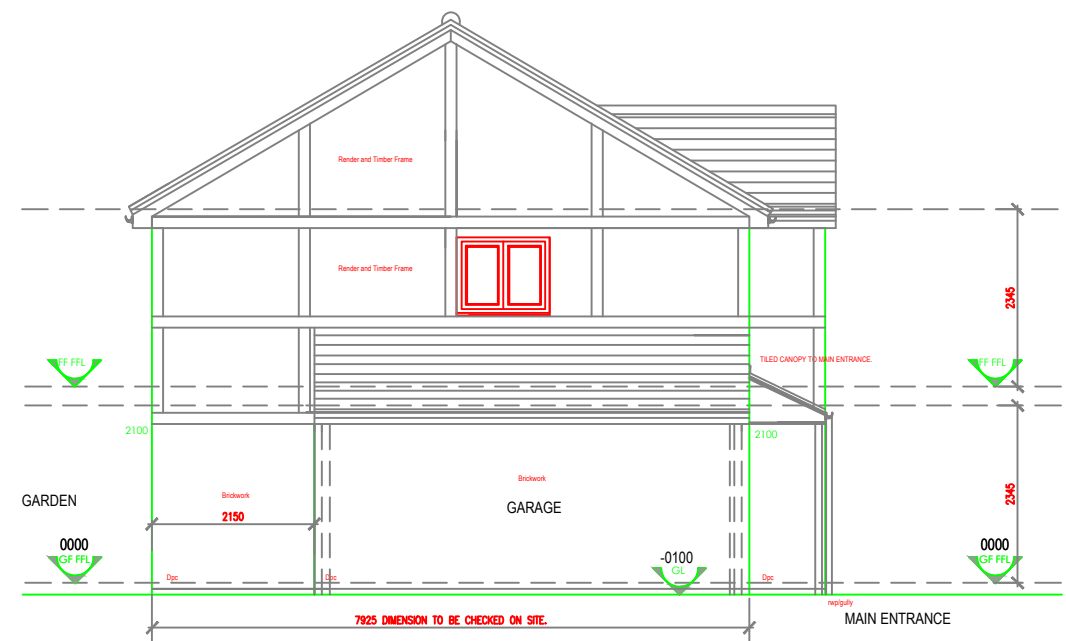 Render and Timber Frame
Render and Timber Frame
2345
TILED CANOPY TO MAIN ENTRANCE.
FF FFL
FF FFL
2100
2100
Brickwork
Brickwork
2345
GARDEN
GARAGE
2150
0000
GF FFL
-0100
GL
0000
GF FFL
Dpc
Dpc
Dpc
rwp/gully
7925 DIMENSION TO BE CHECKED ON SITE.
MAIN ENTRANCE